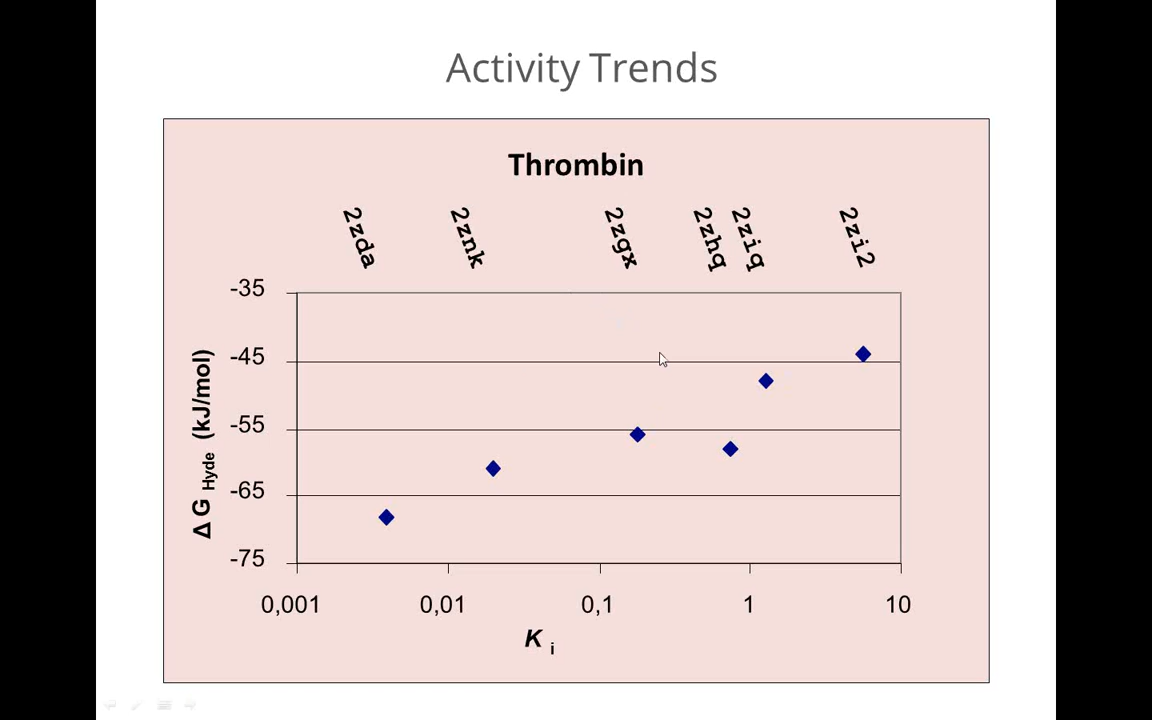 Activity Trends
Thrombin
2zda 2znk 2zgx 2zhq 2ziq 2zi2
-35
-45
-55
-65
-75
Δ G Hyde (kJ/mol)
0,001 0,01 0,1 1 10
K i